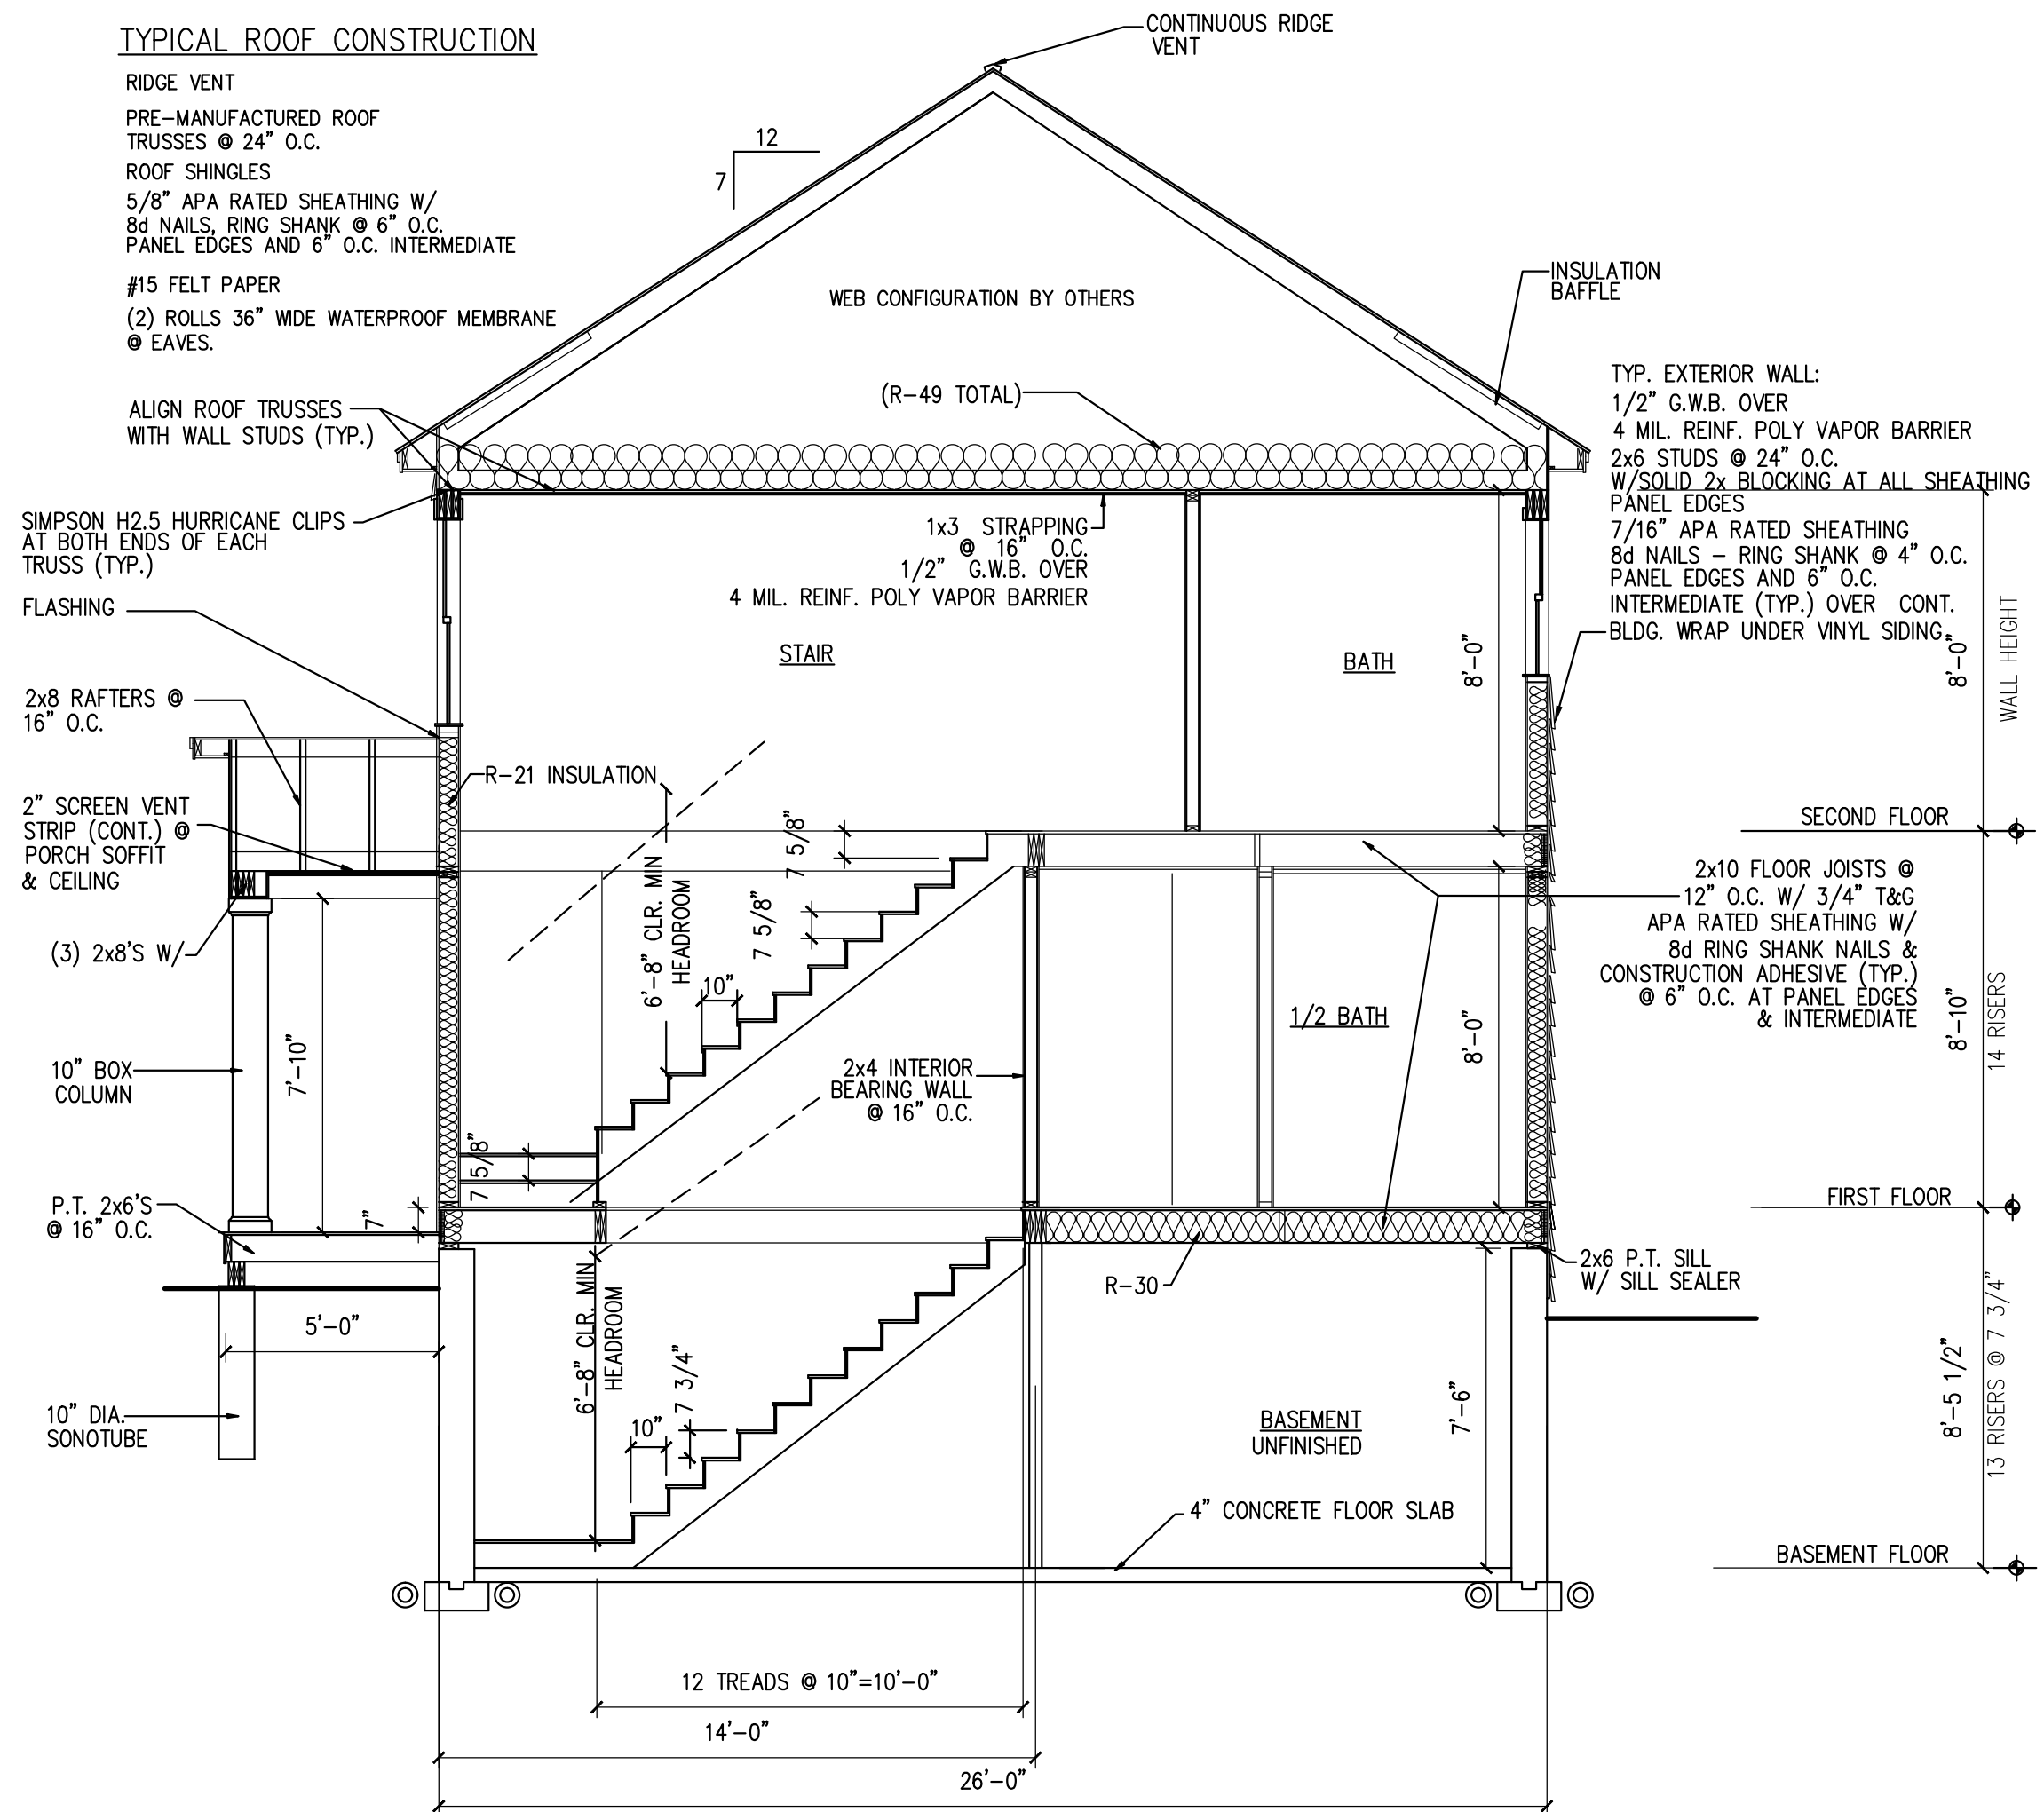 TYPICAL ROOF CONSTRUCTION
RIDGE VENT
PRE-MANUFACTURED ROOF
TRUSSES @ 24" O.C.
ROOF SHINGLES
5/8" APA RATED SHEATHING W/
8d NAILS, RING SHANK @ 6" O.C.
PANEL EDGES AND 6" O.C. INTERMEDIATE
#15 FELT PAPER
(2) ROLLS 36" WIDE WATERPROOF MEMBRANE
@ EAVES.
ALIGN ROOF TRUSSES
WITH WALL STUDS (TYP.)
SIMPSON H2.5 HURRICANE CLIPS
AT BOTH ENDS OF EACH
TRUSS (TYP.)
FLASHING
2x8 RAFTERS @
16" O.C.
2" SCREEN VENT
STRIP (CONT.) @
PORCH SOFFIT
& CEILING
(3) 2x8'S W/
10" BOX
COLUMN
7'-10"
P.T. 2x6'S
@ 16" O.C.
7"
5'-0"
10" DIA.
SONOTUBE
CONTINUOUS RIDGE
VENT
12
7
WEB CONFIGURATION BY OTHERS
INSULATION
BAFFLE
(R-49 TOTAL)
1x3 STRAPPING
@ 16" O.C.
1/2" G.W.B. OVER
4 MIL. REINF. POLY VAPOR BARRIER
STAIR
BATH
8'-0"
R-21 INSULATION
6'-8" CLR. MIN
HEADROOM
7 5/8"
7 5/8"
10"
7 5/8"
2x4 INTERIOR
BEARING WALL
@ 16" O.C.
1/2 BATH
8'-0"
R-30
6'-8" CLR. MIN
HEADROOM
10"
7 3/4"
BASEMENT
UNFINISHED
7'-6"
4" CONCRETE FLOOR SLAB
12 TREADS @ 10"=10'-0"
14'-0"
26'-0"
TYP. EXTERIOR WALL:
1/2" G.W.B. OVER
4 MIL. REINF. POLY VAPOR BARRIER
2x6 STUDS @ 24" O.C.
W/SOLID 2x BLOCKING AT ALL SHEATHING
PANEL EDGES
7/16" APA RATED SHEATHING
8d NAILS - RING SHANK @ 4" O.C.
PANEL EDGES AND 6" O.C.
INTERMEDIATE (TYP.) OVER CONT.
BLDG. WRAP UNDER VINYL SIDING
8'-0"
WALL HEIGHT
SECOND FLOOR
2x10 FLOOR JOISTS @
12" O.C. W/ 3/4" T&G
APA RATED SHEATHING W/
8d RING SHANK NAILS &
CONSTRUCTION ADHESIVE (TYP.)
@ 6" O.C. AT PANEL EDGES
& INTERMEDIATE
8'-10"
14 RISERS
FIRST FLOOR
2x6 P.T. SILL
W/ SILL SEALER
8'-5 1/2"
13 RISERS @ 7 3/4"
BASEMENT FLOOR